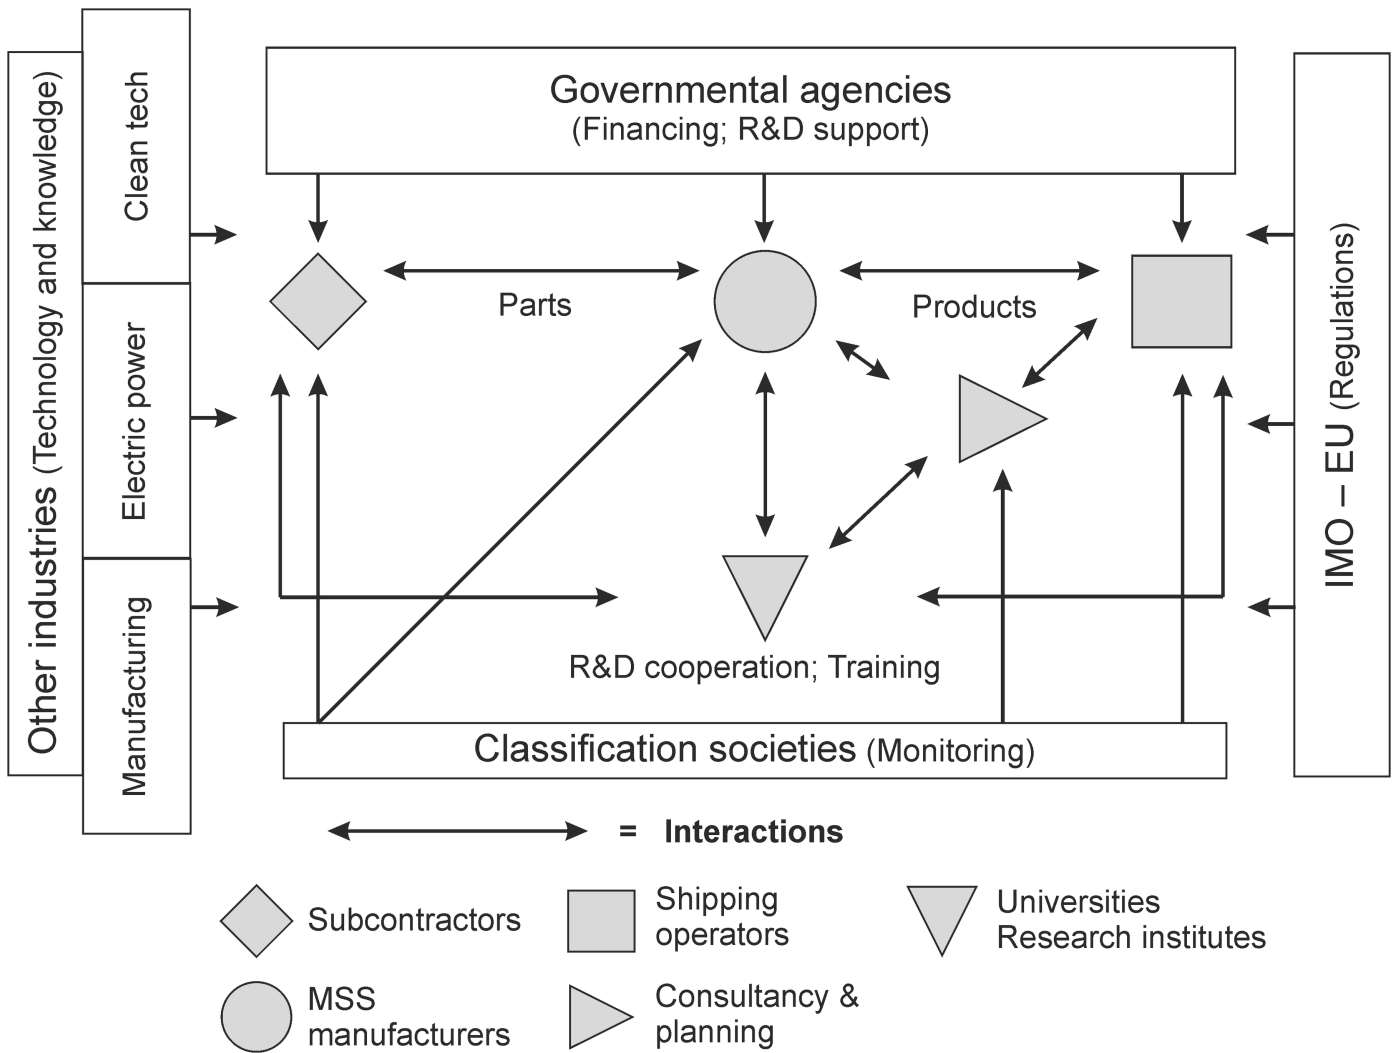 Other industries (Technology and knowledge)
Clean tech
Electric power
Manufacturing
Governmental agencies
(Financing; R&D support)
Parts
Products
IMO – EU (Regulations)
R&D cooperation; Training
Classification societies (Monitoring)
= Interactions
Subcontractors
Shipping
operators
Universities
Research institutes
MSS
manufacturers
Consultancy &
planning